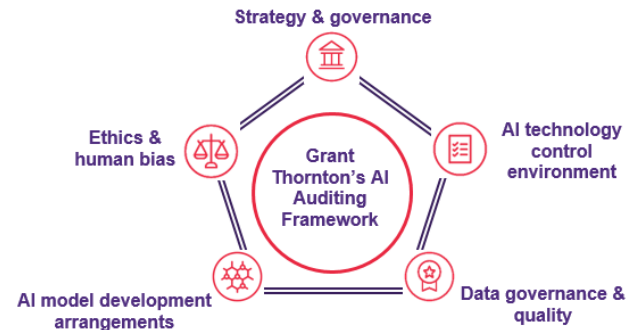 Strategy & governance
Ethics &
human bias
Grant
Thornton's AI
Auditing
Framework
AI technology
control
environment
AI model development
arrangements
Data governance &
quality